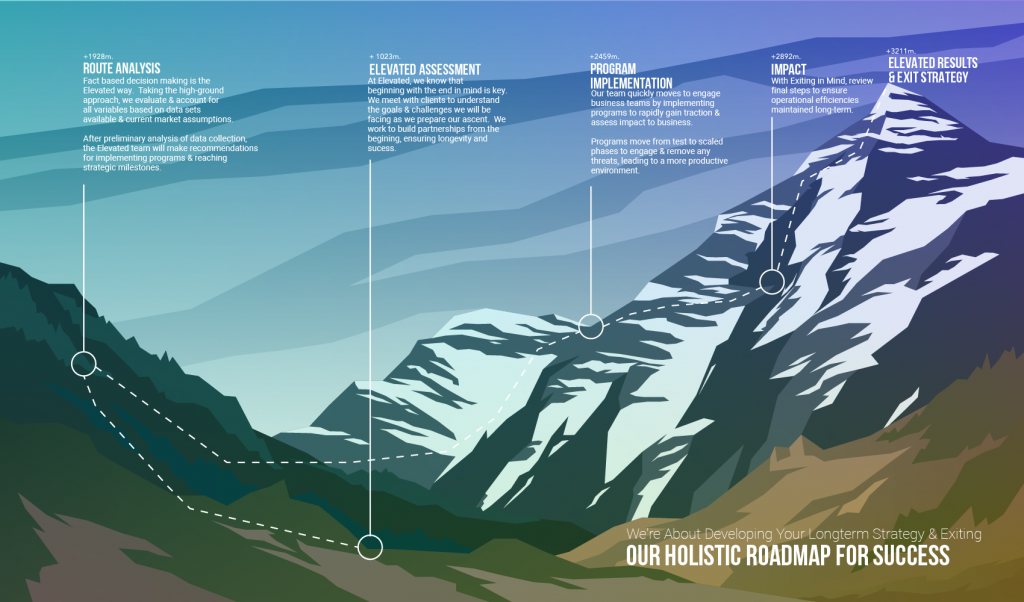 +1928m.
ROUTE ANALYSIS
Fact based decision making is the
Elevated way.  Taking the high-ground
approach, we evaluate & account for
all variables based on data sets
available & current market assumptions.
After preliminary analysis of data collection,
the Elevated team will make recommendations
for implementing programs & reaching
strategic milestones.
+ 1023m.
ELEVATED ASSESSMENT
At Elevated, we know that
beginning with the end in mind is key.
We meet with clients to understand
the goals & challenges we will be
facing as we prepare our ascent.  We
work to build partnerships from the
begining, ensuring longevity and
sucess.
+2459m.
PROGRAM
IMPLEMENTATION
Our team quickly moves to engage
business teams by implementing
programs to rapidly gain traction &
assess impact to business.
Programs move from test to scaled
phases to engage & remove any
threats, leading to a more productive
environment.
+2892m.
IMPACT
With Exiting in Mind, review
final steps to ensure
operational efficiencies
maintained long term.
+3211m.
ELEVATED RESULTS
& EXIT STRATEGY
We're About Developing Your Longterm Strategy & Exiting
OUR HOLISTIC ROADMAP FOR SUCCESS